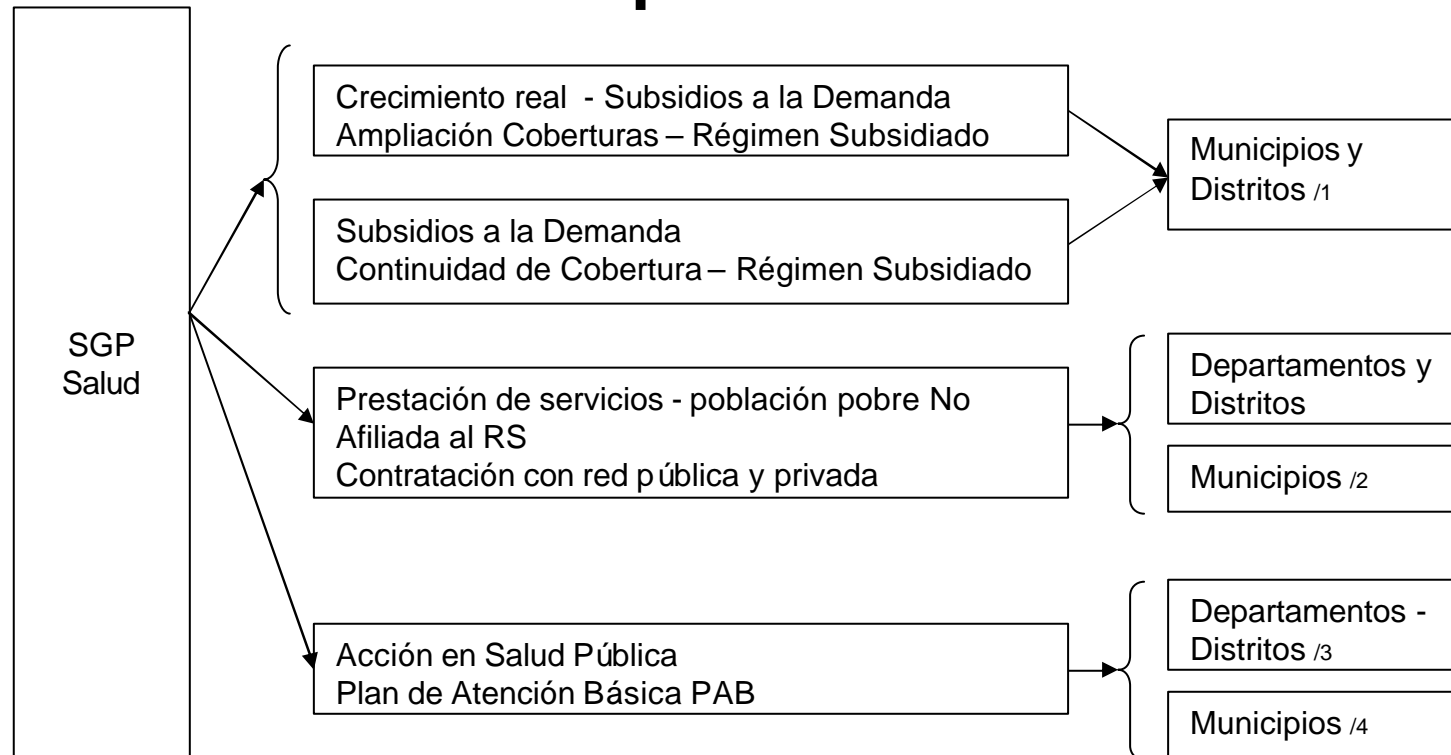 SGP
Salud
Crecimiento real - Subsidios a la Demanda
Ampliación Coberturas – Régimen Subsidiado
Subsidios a la Demanda
Continuidad de Cobertura – Régimen Subsidiado
Municipios y
Distritos /1
Prestación de servicios - población pobre No
Afiliada al RS
Contratación con red pública y privada
Departamentos y
Distritos
Municipios /2
Acción en Salud Pública
Plan de Atención Básica PAB
Departamentos -
Distritos /3
Municipios /4